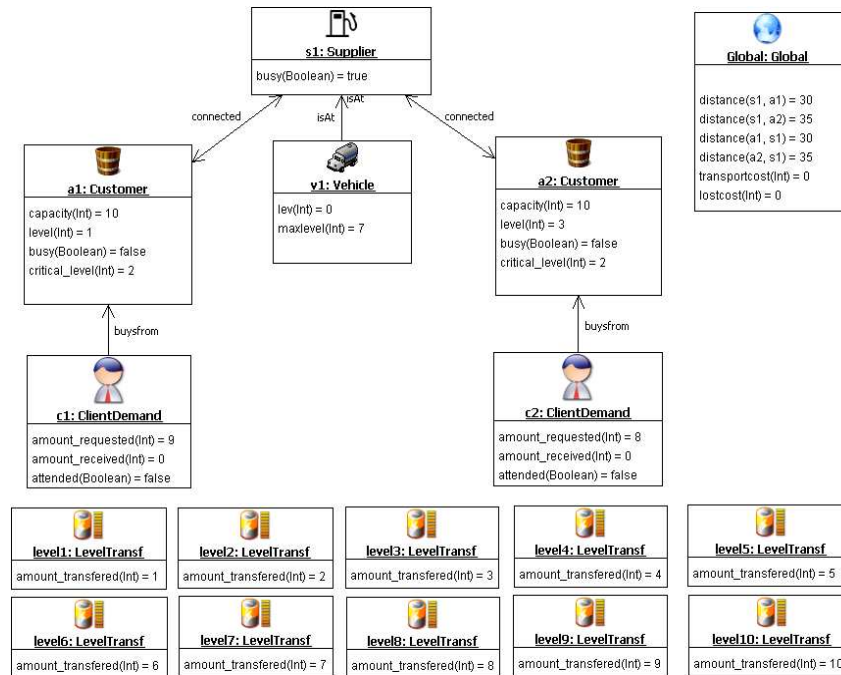 s1: Supplier
busy(Boolean) = true
connected
isAt
isAt
connected
Global: Global
distance(s1, a1) = 30
distance(s1, a2) = 35
distance(a1, s1) = 30
distance(a2, s1) = 35
transportcost(Int) = 0
lostcost(Int) = 0
a1: Customer
capacity(Int) = 10
level(Int) = 1
busy(Boolean) = false
critical_level(Int) = 2
v1: Vehicle
lev(Int) = 0
maxlevel(Int) = 7
a2: Customer
capacity(Int) = 10
level(Int) = 3
busy(Boolean) = false
critical_level(Int) = 2
buysfrom
buysfrom
c1: ClientDemand
amount_requested(Int) = 9
amount_received(Int) = 0
attended(Boolean) = false
c2: ClientDemand
amount_requested(Int) = 8
amount_received(Int) = 0
attended(Boolean) = false
level1: LevelTransf
amount_transfered(Int) = 1
level2: LevelTransf
amount_transfered(Int) = 2
level3: LevelTransf
amount_transfered(Int) = 3
level4: LevelTransf
amount_transfered(Int) = 4
level5: LevelTransf
amount_transfered(Int) = 5
level6: LevelTransf
amount_transfered(Int) = 6
level7: LevelTransf
amount_transfered(Int) = 7
level8: LevelTransf
amount_transfered(Int) = 8
level9: LevelTransf
amount_transfered(Int) = 9
level10: LevelTransf
amount_transfered(Int) = 10